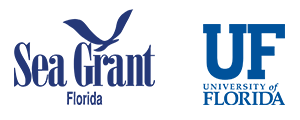 Sea Grant
Florida
UF
UNIVERSITY of
FLORIDA